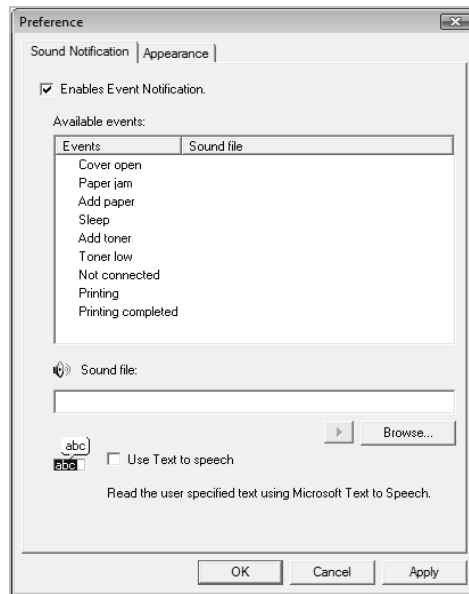 Preference
Sound Notification Appearance
Enables Event Notification.
Available events:
Events Sound file
Cover open
Paper jam
Add paper
Sleep
Add toner
Toner low
Not connected
Printing
Printing completed
Sound file:
Browse...
abc
abc
Use Text to speech
Read the user specified text using Microsoft Text to Speech.
OK Cancel Apply